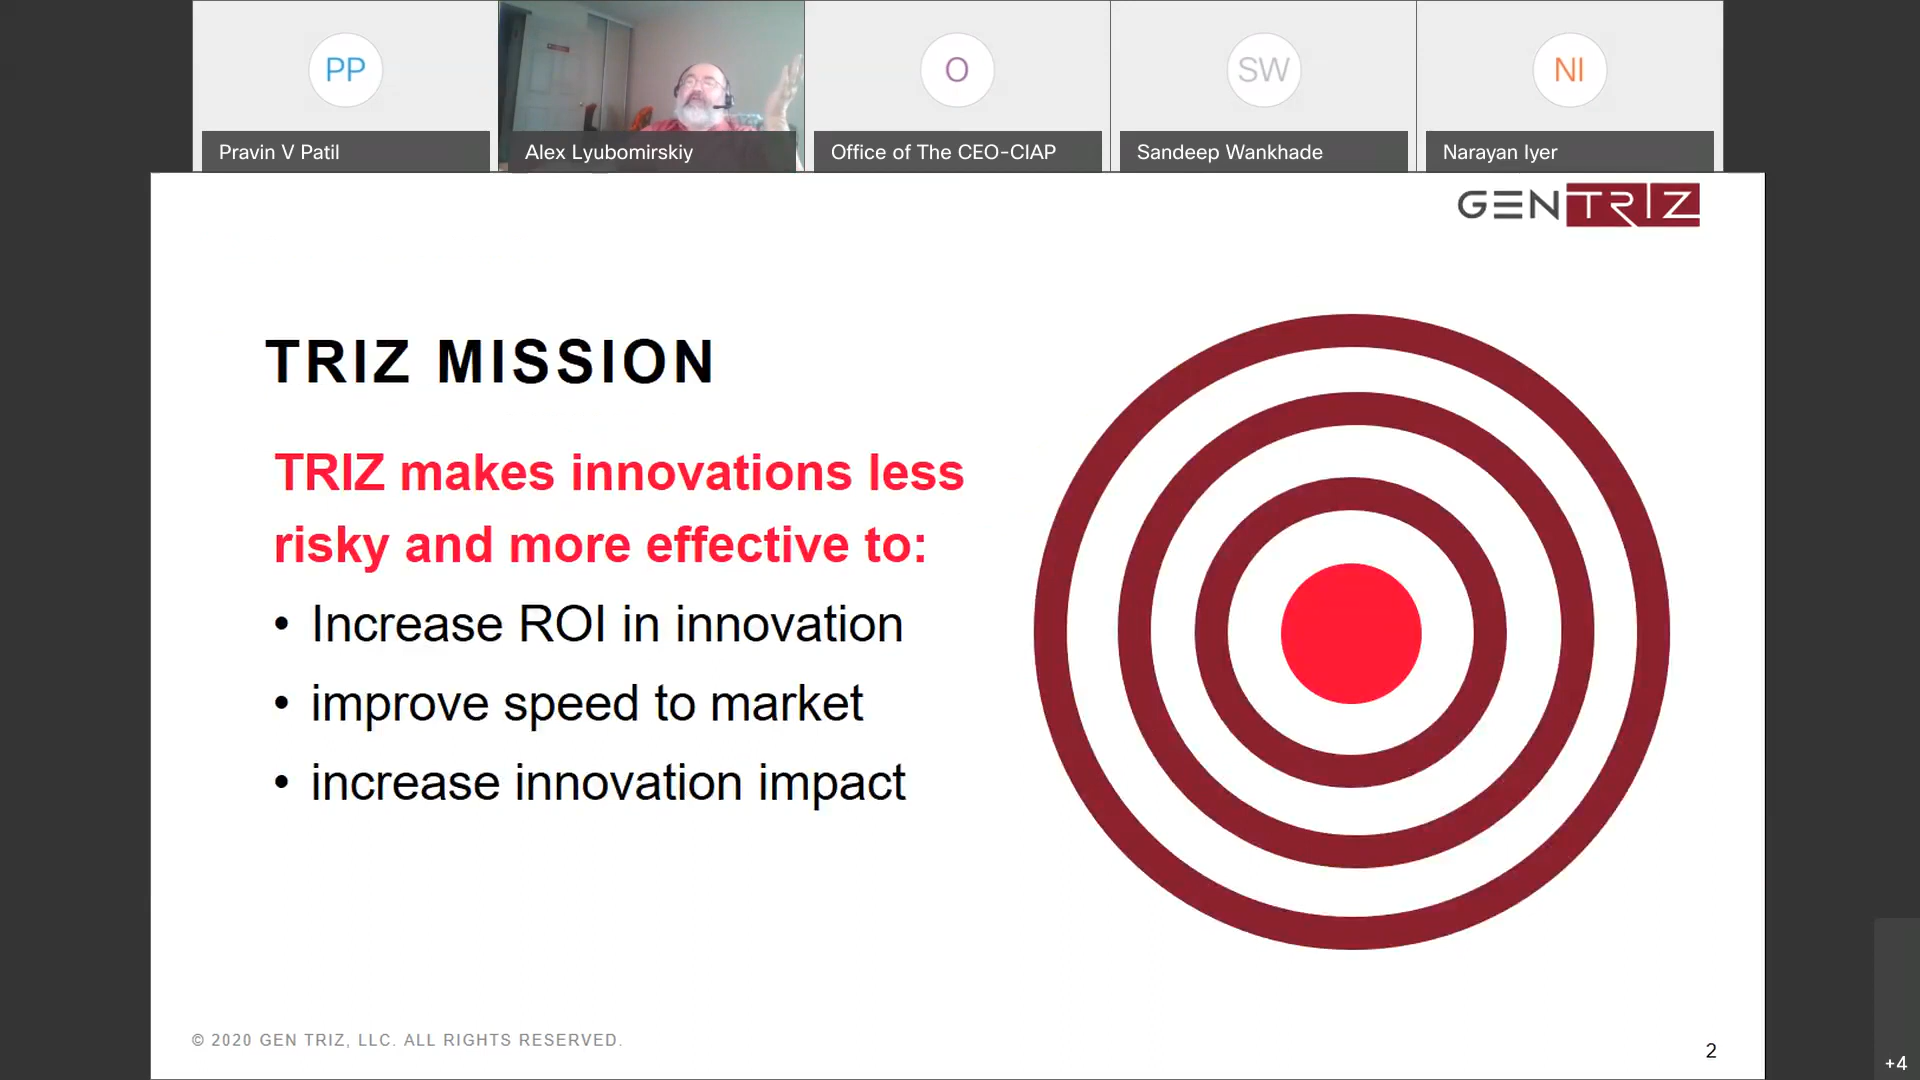 PP
O
SW
NI
Pravin V Patil
Alex Lyubomirskiy
Office of The CEO-CIAP
Sandeep Wankhade
Narayan Iyer
GENTRIZ
TRIZ MISSION
TRIZ makes innovations less
risky and more effective to:
• Increase ROI in innovation
• improve speed to market
• increase innovation impact
© 2020 GEN TRIZ, LLC. ALL RIGHTS RESERVED.
2
+4